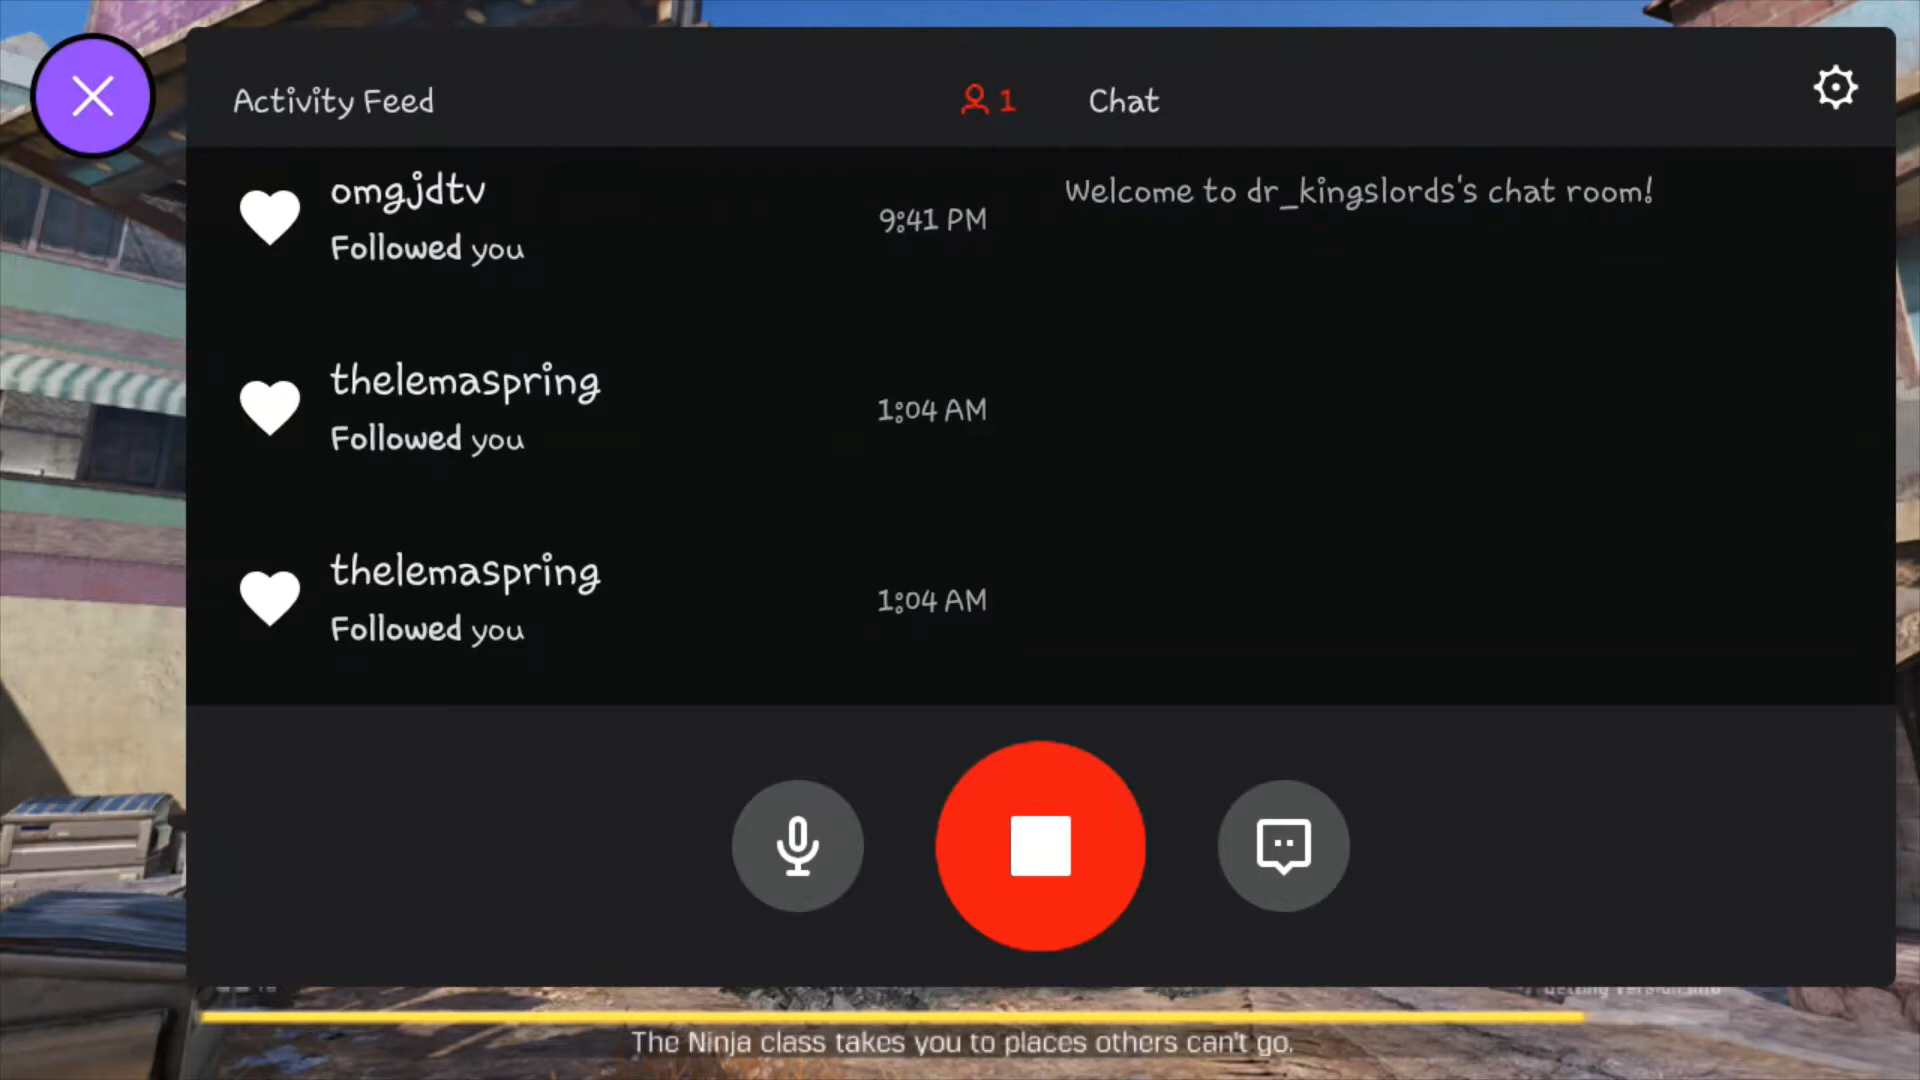 Activity Feed
1
Chat
omgjdtv
Followed you
9:41 PM
Welcome to dr_kingslords's chat room!
thelemaspring
Followed you
1:04 AM
thelemaspring
Followed you
1:04 AM
The Ninja class takes you to places others can't go.